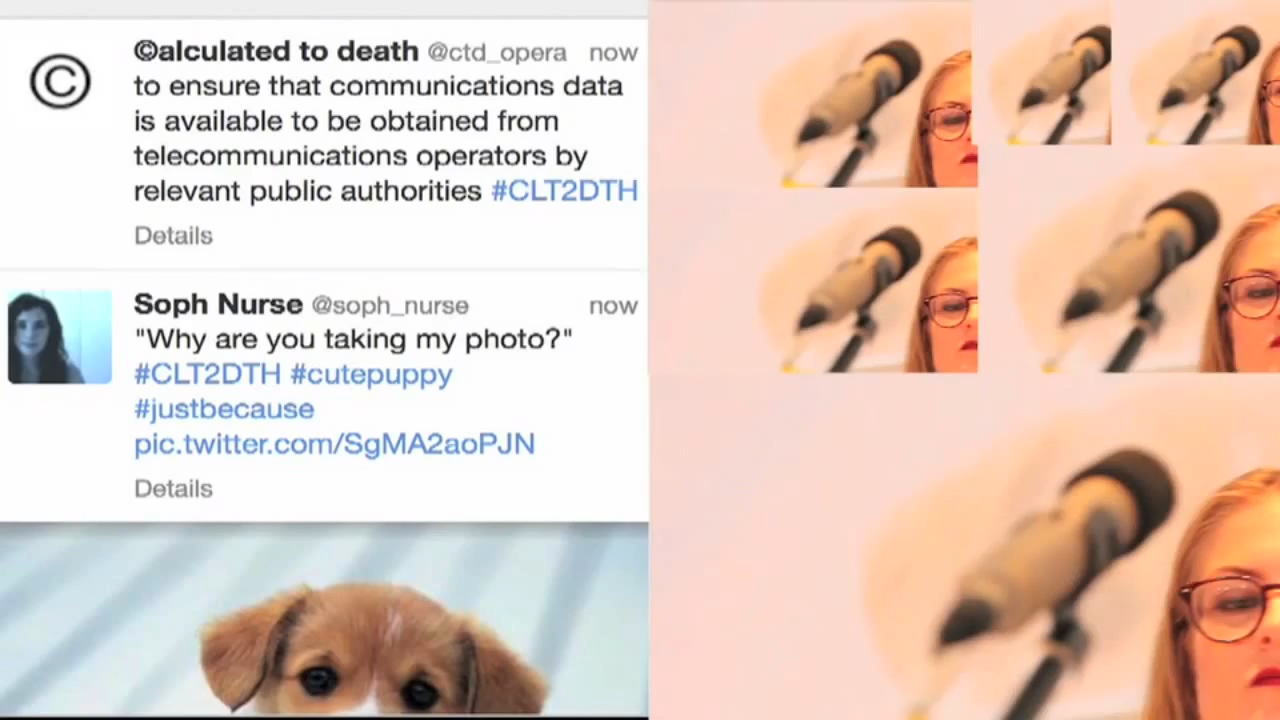 ©
©alculated to death @ctd_opera now
to ensure that communications data
is available to be obtained from
telecommunications operators by
relevant public authorities #CLT2DTH
Details
Soph Nurse @soph_nurse now
"Why are you taking my photo?"
#CLT2DTH #cutepuppy
#justbecause
pic.twitter.com/SgMA2aoPJN
Details